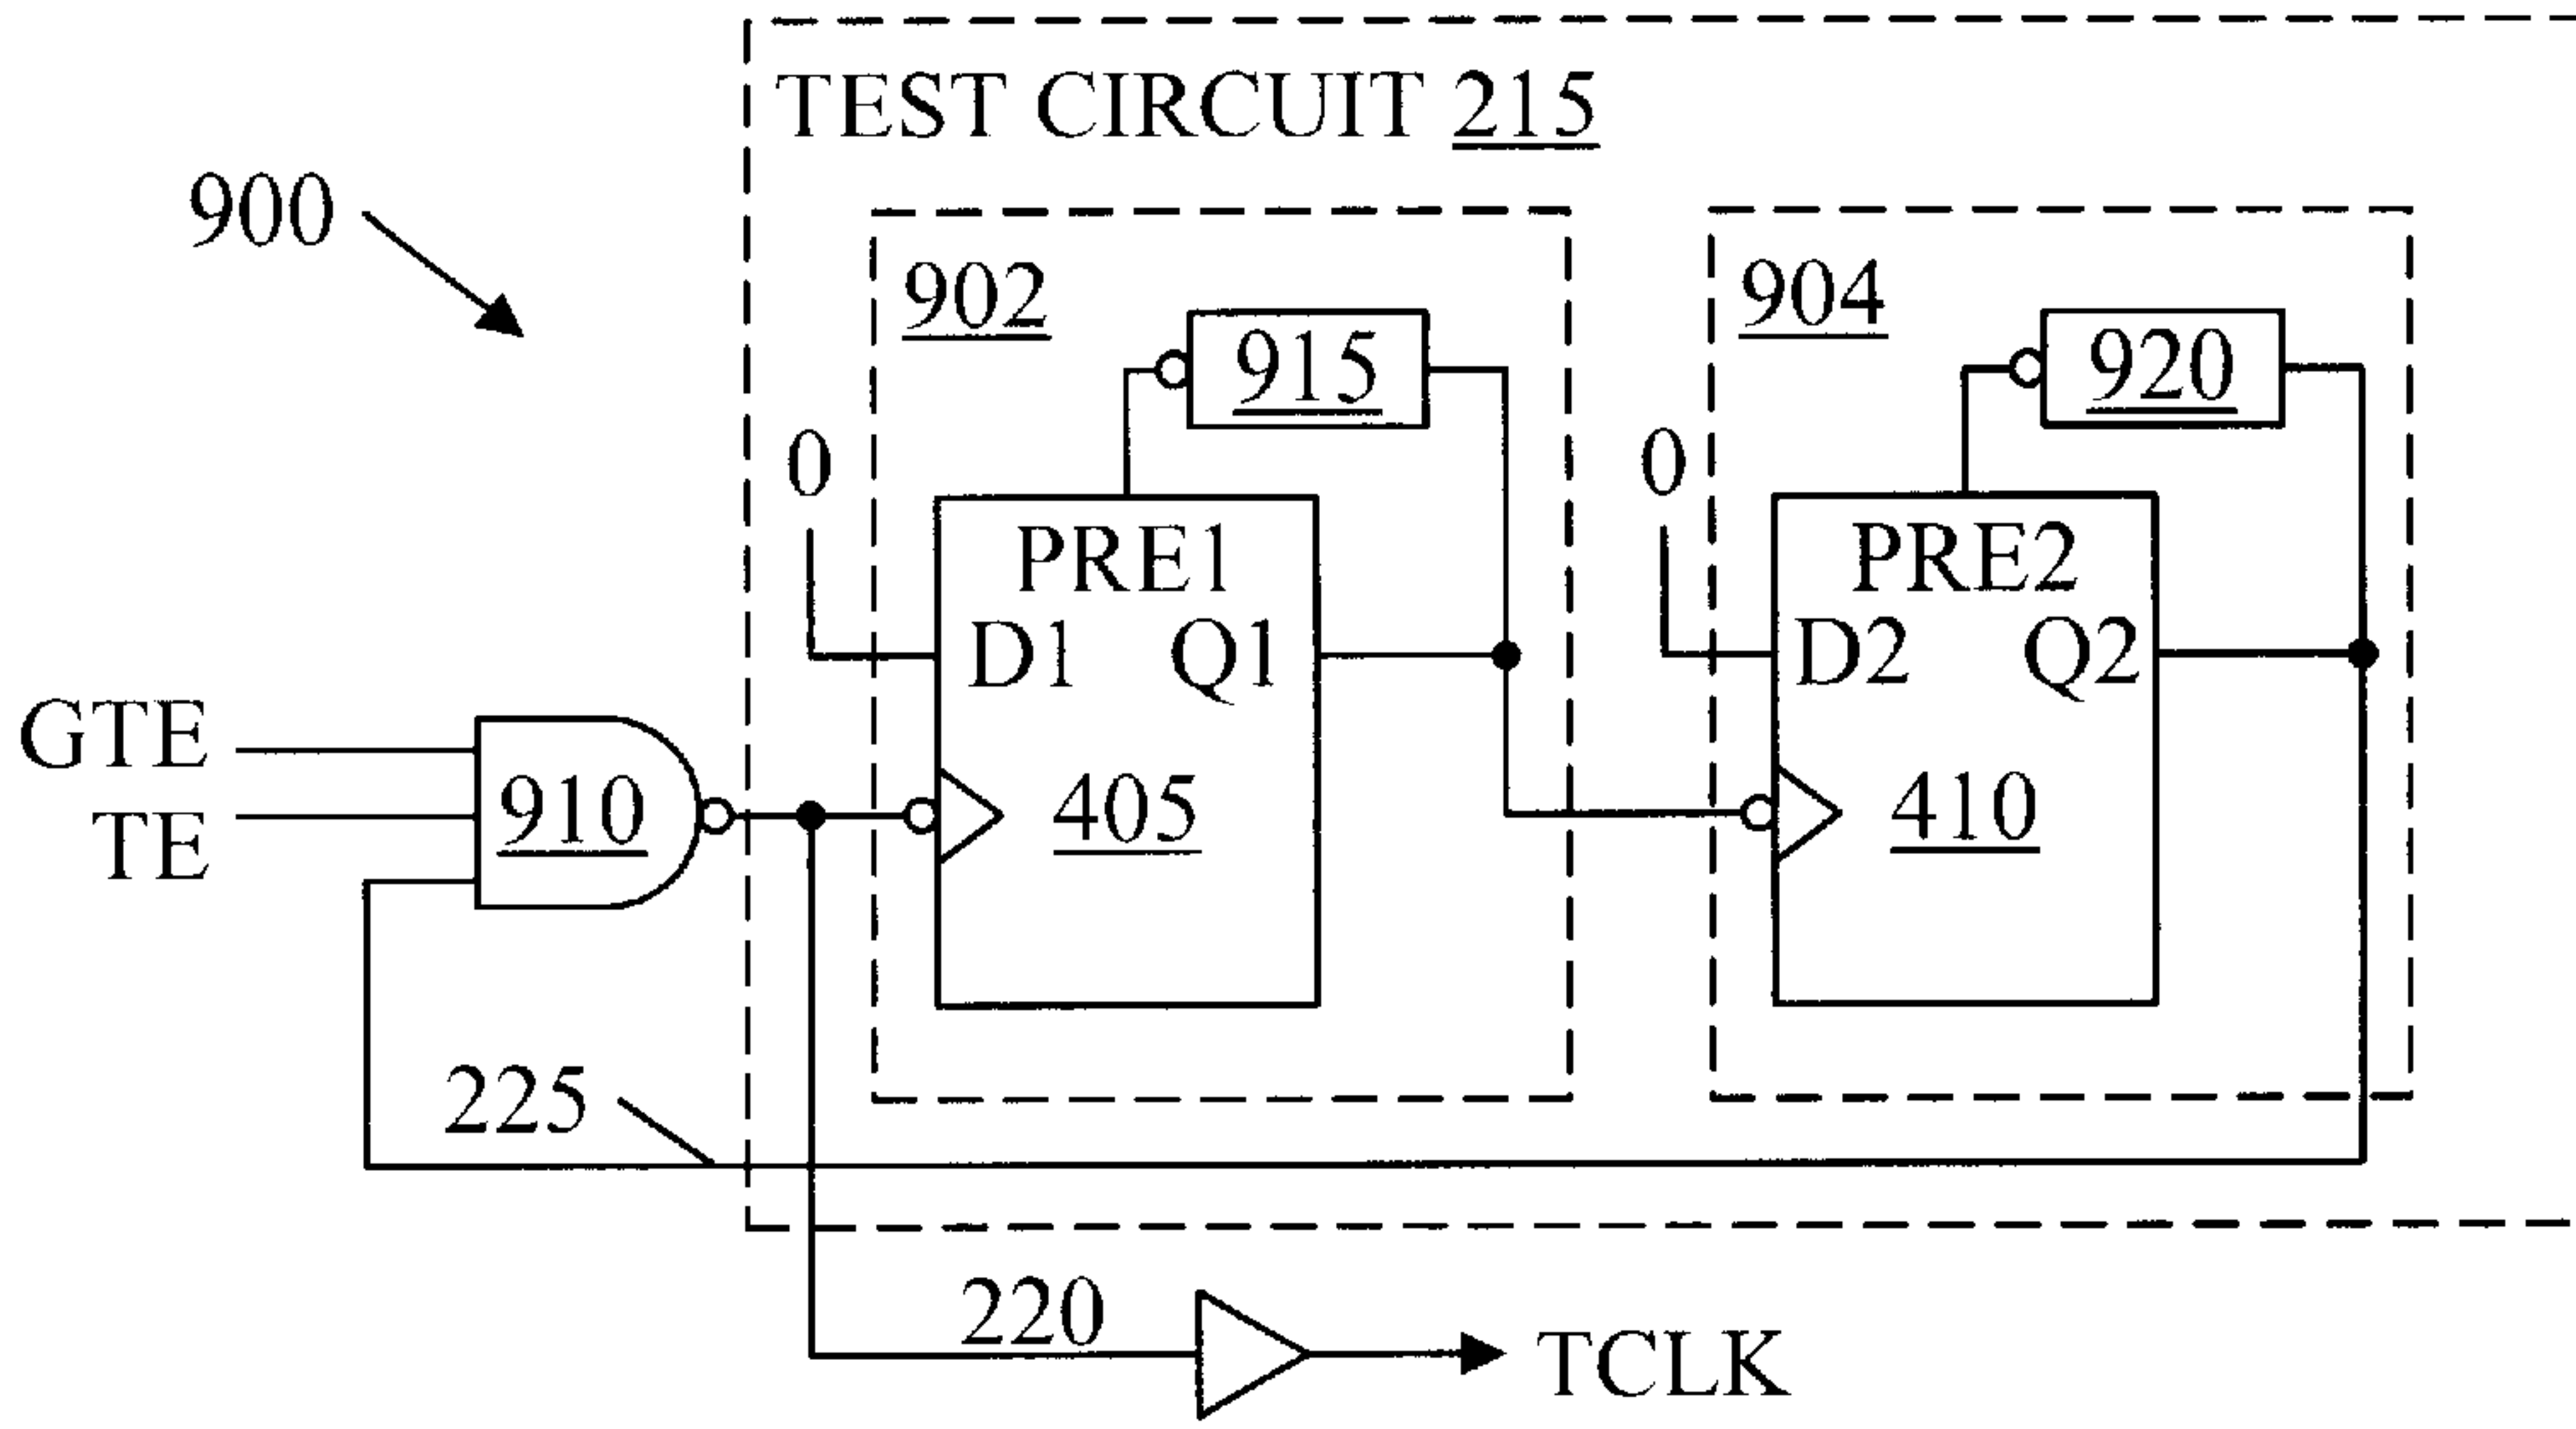 TEST CIRCUIT 215
900
902
904
915
920
0
0
PRE1
D1 Q1
405
PRE2
D2 Q2
410
GTE
TE
910
225
220
TCLK